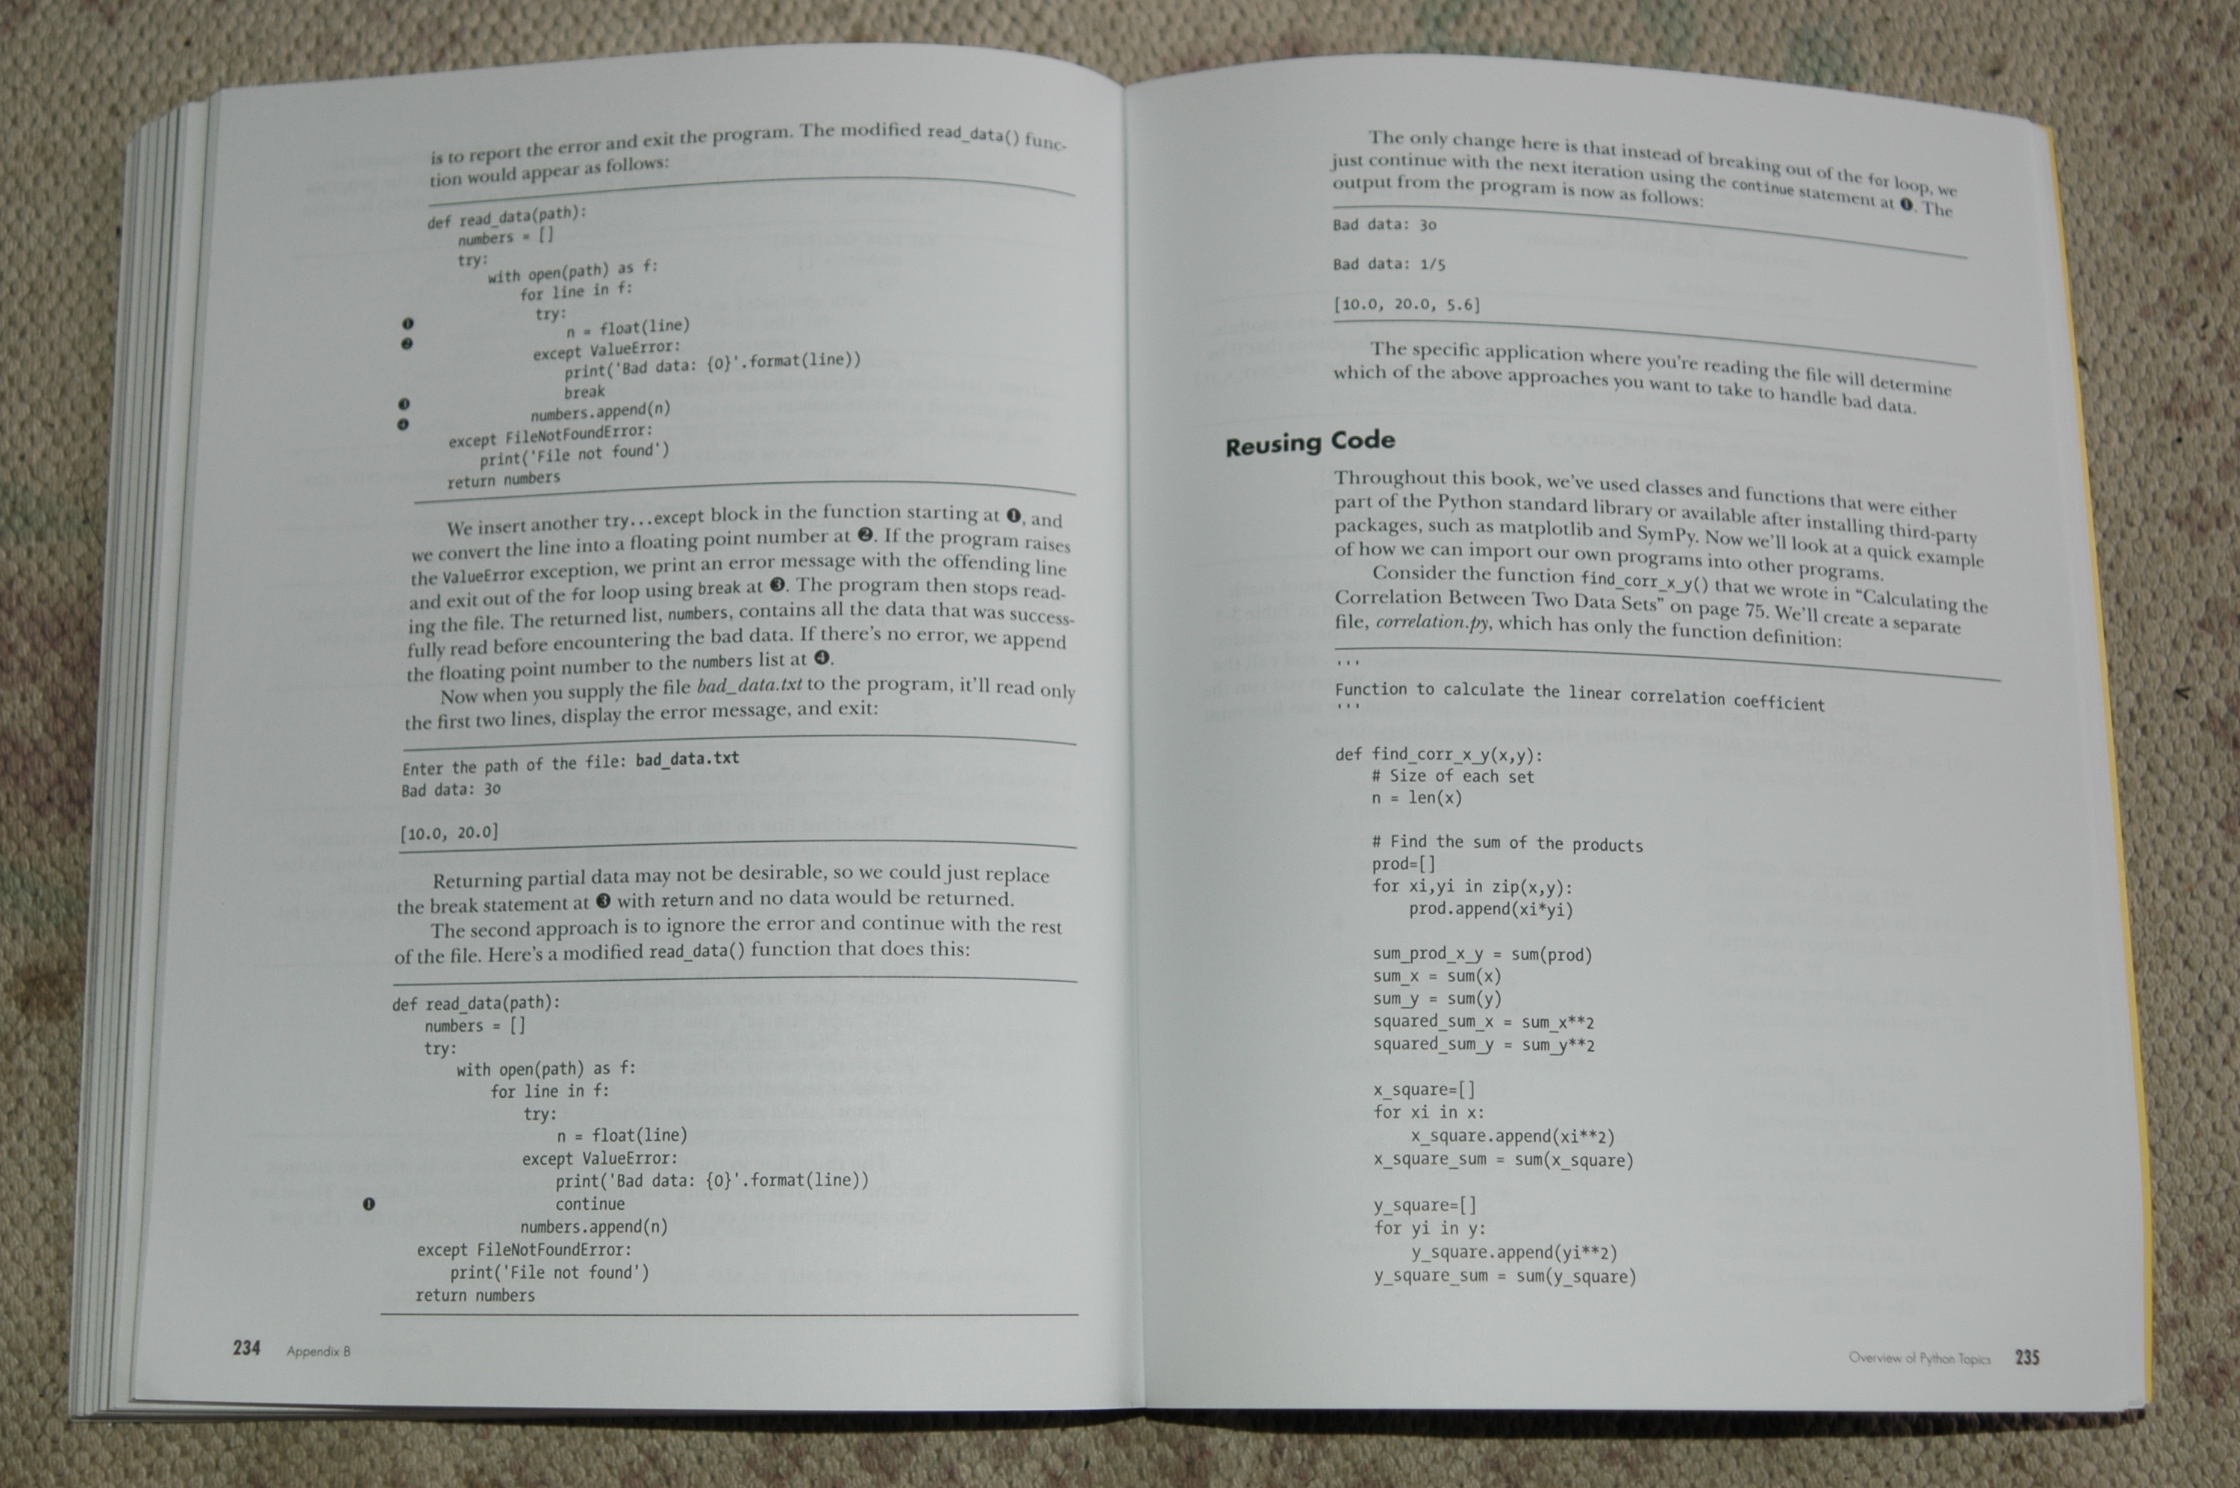 is to report the error and exit the program. The modified read_data() func-
tion would appear as follows:
def read_data(path):
    numbers = []
    try:
        with open(path) as f:
            for line in f:
❶                try:
❷                    n = float(line)
                except ValueError:
                    print('Bad data: {0}'.format(line))
❸                    break
❹                numbers.append(n)
    except FileNotFoundError:
        print('File not found')
    return numbers
We insert another try...except block in the function starting at ❶, and
we convert the line into a floating point number at ❷. If the program raises
the ValueError exception, we print an error message with the offending line
and exit out of the for loop using break at ❸. The program then stops read-
ing the file. The returned list, numbers, contains all the data that was success-
fully read before encountering the bad data. If there's no error, we append
the floating point number to the numbers list at ❹.
Now when you supply the file bad_data.txt to the program, it'll read only
the first two lines, display the error message, and exit:
Enter the path of the file: bad_data.txt
Bad data: 3o
[10.0, 20.0]
Returning partial data may not be desirable, so we could just replace
the break statement at ❸ with return and no data would be returned.
The second approach is to ignore the error and continue with the rest
of the file. Here's a modified read_data() function that does this:
def read_data(path):
    numbers = []
    try:
        with open(path) as f:
            for line in f:
                try:
                    n = float(line)
                except ValueError:
                    print('Bad data: {0}'.format(line))
❶                    continue
                numbers.append(n)
    except FileNotFoundError:
        print('File not found')
    return numbers
234 Appendix B
The only change here is that instead of breaking out of the for loop, we
just continue with the next iteration using the continue statement at ❶. The
output from the program is now as follows:
Bad data: 3o
Bad data: 1/5
[10.0, 20.0, 5.6]
The specific application where you're reading the file will determine
which of the above approaches you want to take to handle bad data.
Reusing Code
Throughout this book, we've used classes and functions that were either
part of the Python standard library or available after installing third-party
packages, such as matplotlib and SymPy. Now we'll look at a quick example
of how we can import our own programs into other programs.
Consider the function find_corr_x_y() that we wrote in "Calculating the
Correlation Between Two Data Sets" on page 75. We'll create a separate
file, correlation.py, which has only the function definition:
'''
Function to calculate the linear correlation coefficient
'''
def find_corr_x_y(x,y):
    # Size of each set
    n = len(x)
    # Find the sum of the products
    prod=[]
    for xi,yi in zip(x,y):
        prod.append(xi*yi)
    sum_prod_x_y = sum(prod)
    sum_x = sum(x)
    sum_y = sum(y)
    squared_sum_x = sum_x**2
    squared_sum_y = sum_y**2
    x_square=[]
    for xi in x:
        x_square.append(xi**2)
    x_square_sum = sum(x_square)
    y_square=[]
    for yi in y:
        y_square.append(yi**2)
    y_square_sum = sum(y_square)
Overview of Python Topics 235